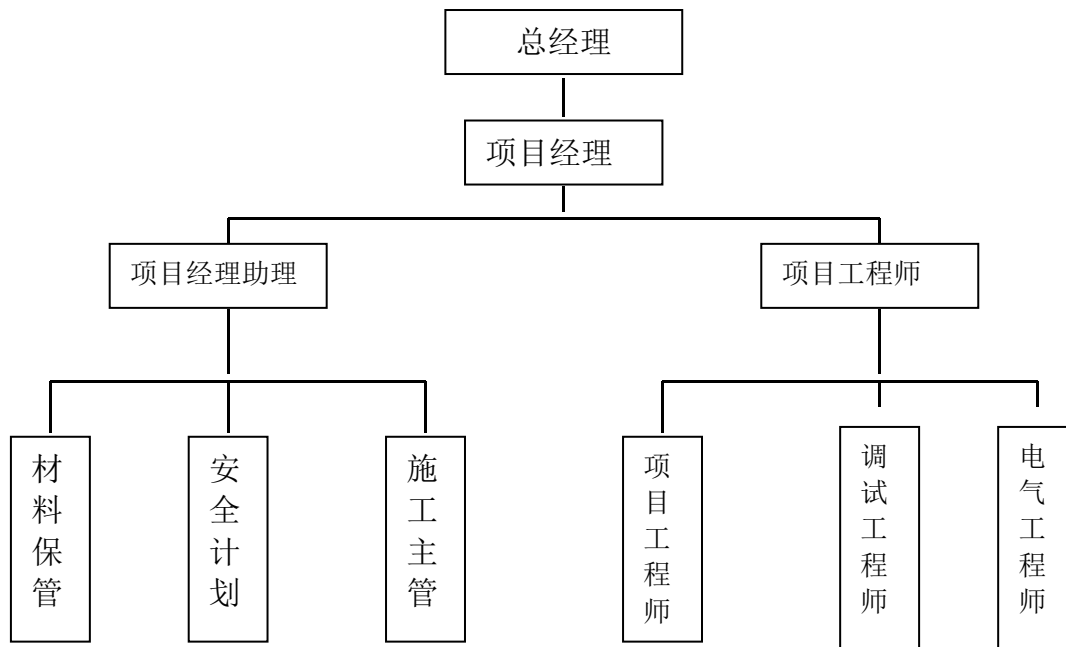 总经理
项目经理
项目经理助理
项目工程师
材料保管
安全计划
施工主管
项目工程师
调试工程师
电气工程师